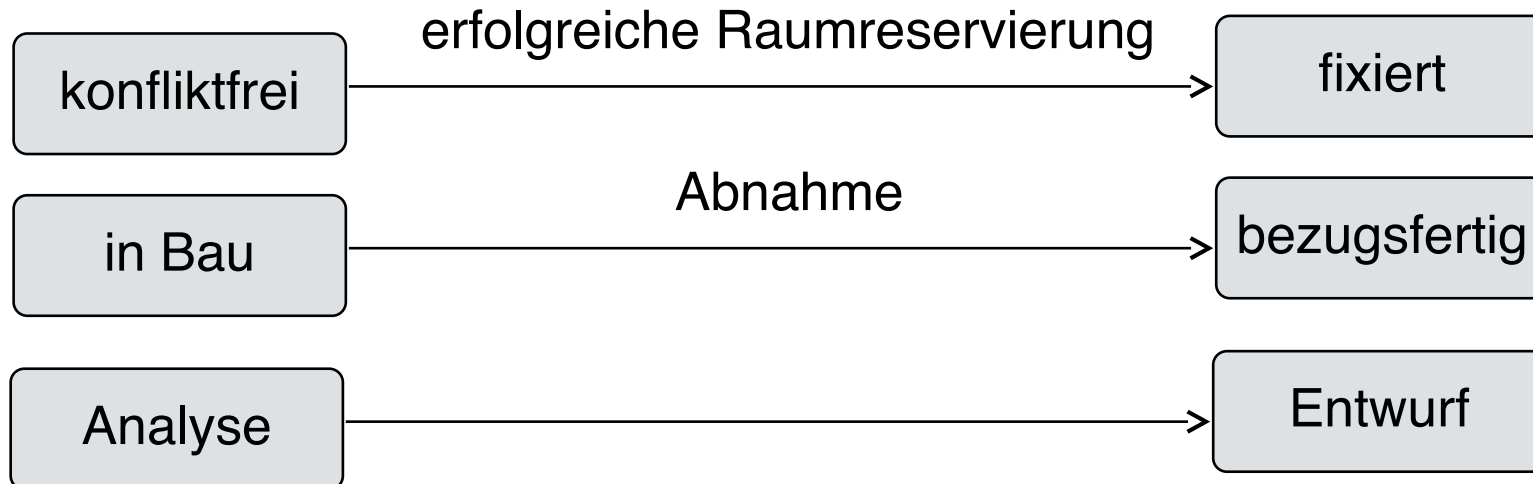 konfliktfrei
erfolgreiche Raumreservierung
fixiert
in Bau
Abnahme
bezugsfertig
Analyse
Entwurf